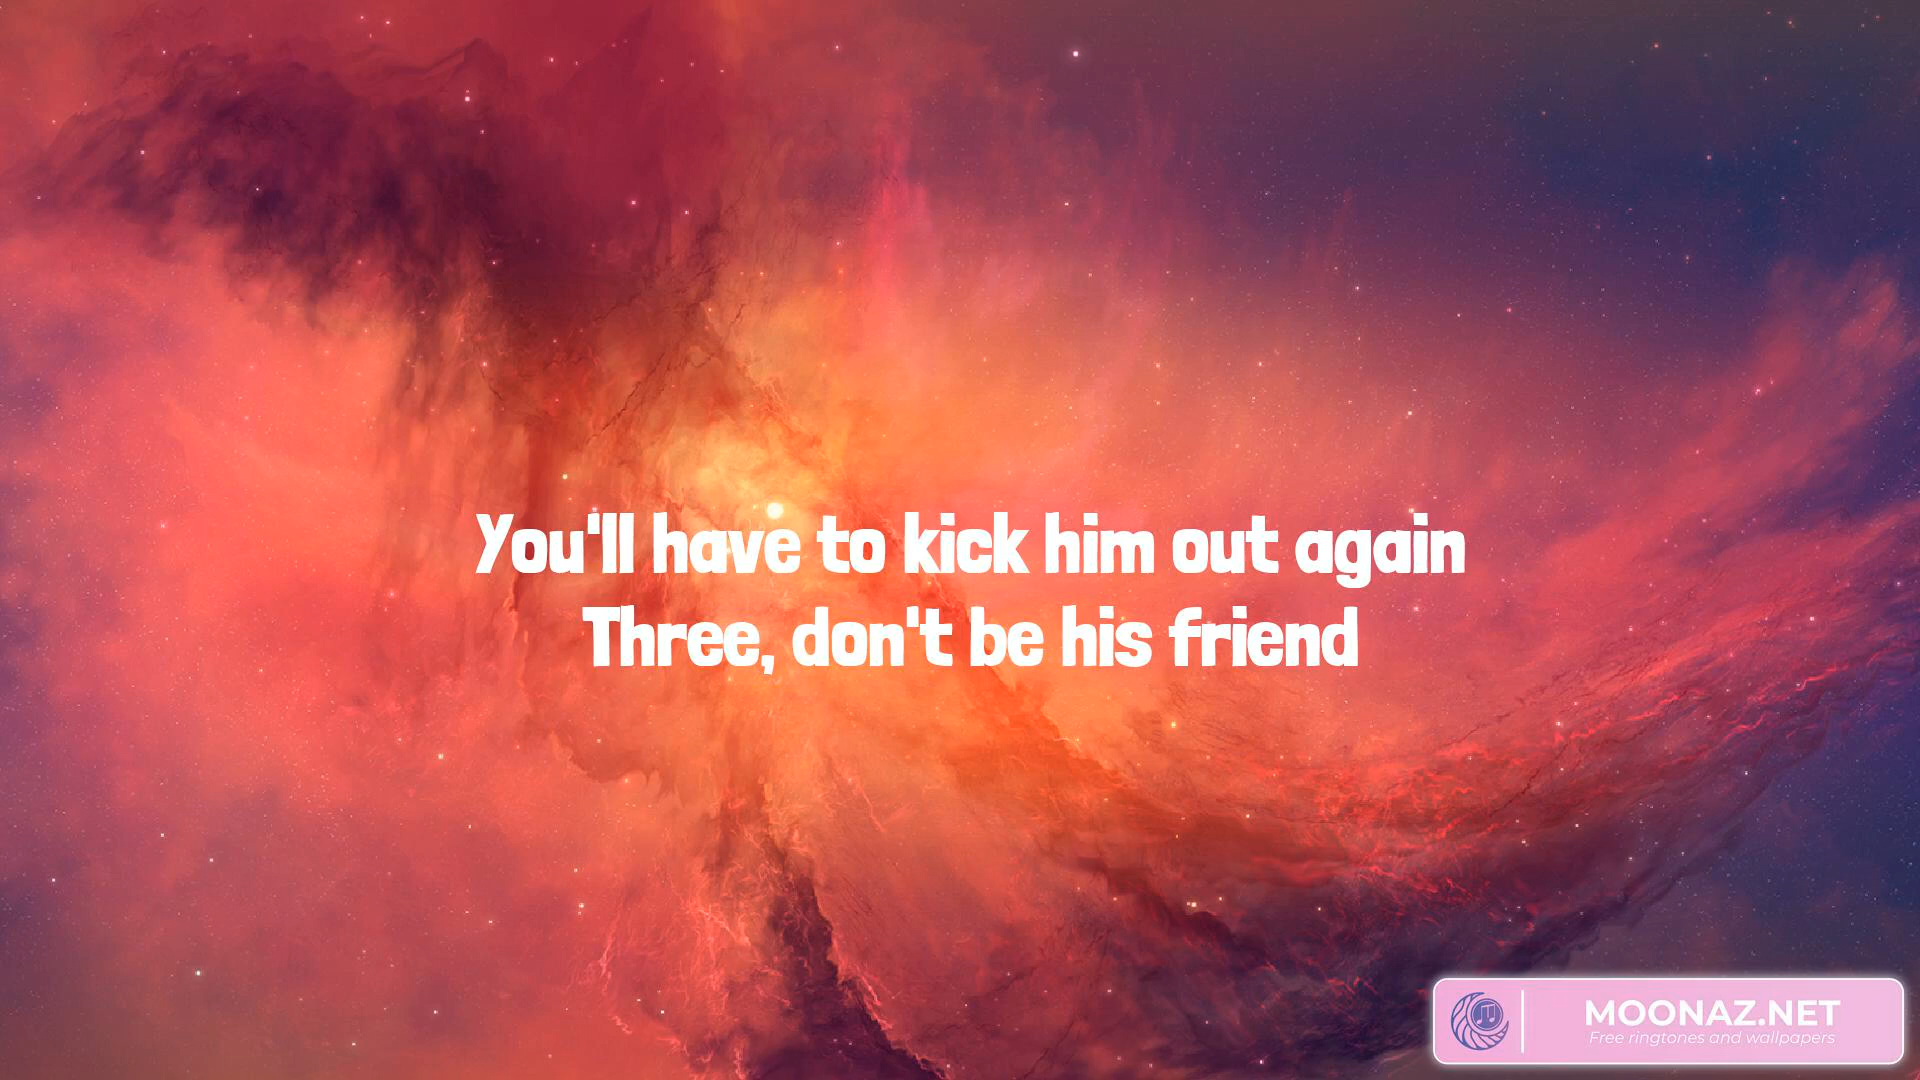 You'll have to kick him out again
Three, don't be his friend
MOONAZ.NET
Free ringtones and wallpapers